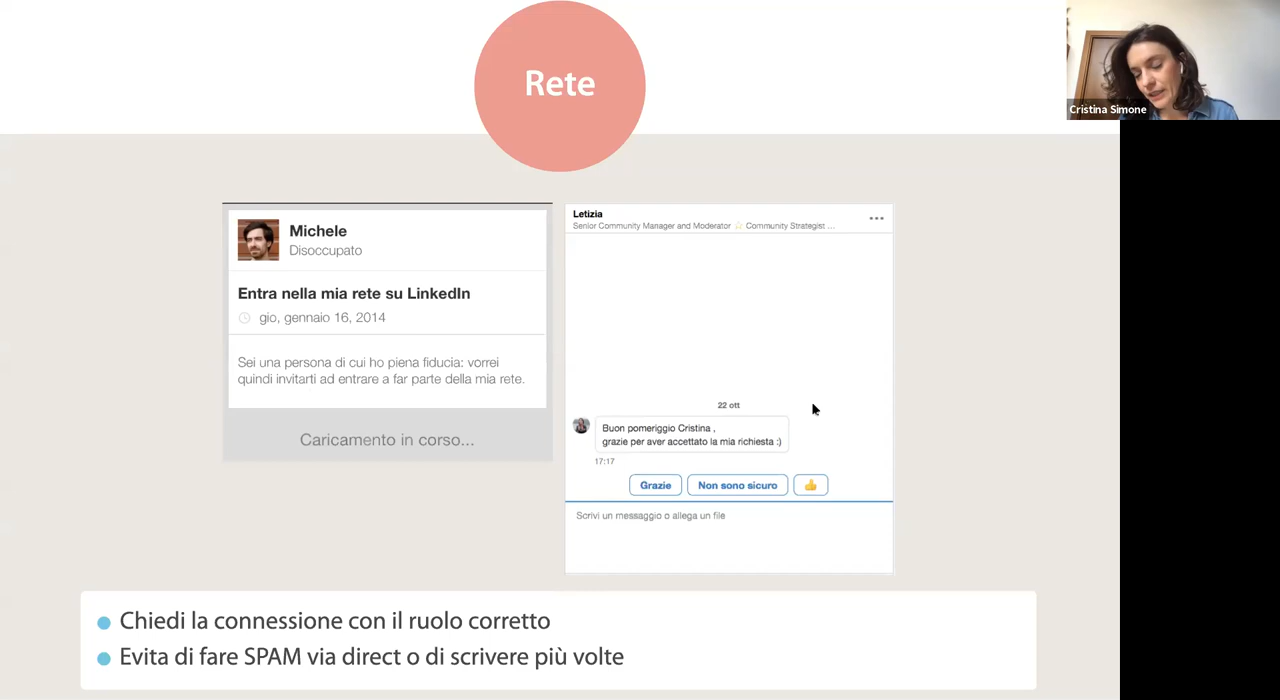 Rete
Cristina Simone
Michele
Disoccupato
Entra nella mia rete su LinkedIn
gio, gennaio 16, 2014
Sei una persona di cui ho piena fiducia: vorrei
quindi invitarti ad entrare a far parte della mia rete.
Caricamento in corso...
Letizia
Senior Community Manager and Moderator ⭐ Community Strategist ...
22 ott
Buon pomeriggio Cristina ,
grazie per aver accettato la mia richiesta :)
17:17
Grazie Non sono sicuro 👍
Scrivi un messaggio o allega un file
Chiedi la connessione con il ruolo corretto
Evita di fare SPAM via direct o di scrivere più volte